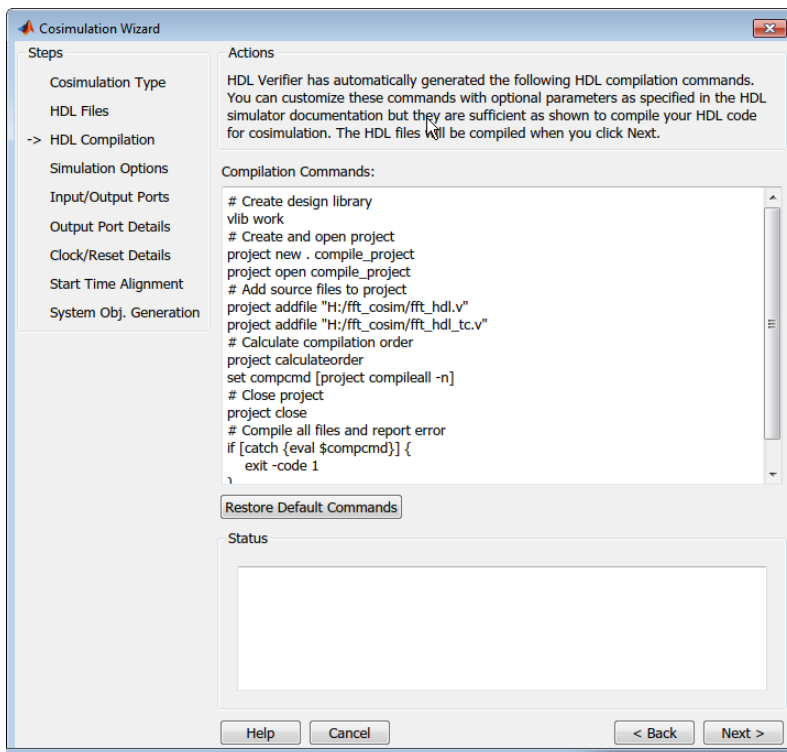 Cosimulation Wizard
Steps
Cosimulation Type
HDL Files
-> HDL Compilation
Simulation Options
Input/Output Ports
Output Port Details
Clock/Reset Details
Start Time Alignment
System Obj. Generation
Actions
HDL Verifier has automatically generated the following HDL compilation commands.
You can customize these commands with optional parameters as specified in the HDL
simulator documentation but they are sufficient as shown to compile your HDL code
for cosimulation. The HDL files will be compiled when you click Next.
Compilation Commands:
# Create design library
vlib work
# Create and open project
project new . compile_project
project open compile_project
# Add source files to project
project addfile "H:/fft_cosim/fft_hdl.v"
project addfile "H:/fft_cosim/fft_hdl_tc.v"
# Calculate compilation order
project calculateorder
set compcmd [project compileall -n]
# Close project
project close
# Compile all files and report error
if [catch {eval $compcmd}] {
exit -code 1
}
Restore Default Commands
Status
Help
Cancel
< Back
Next >